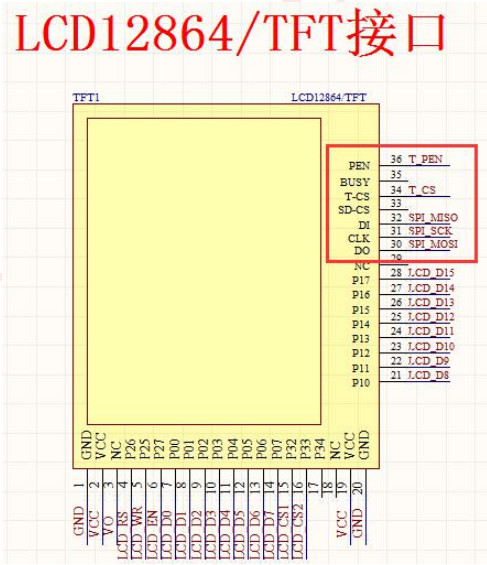 LCD12864/TFT接口
TFT1 LCD12864/TFT
PEN 36 T_PEN
BUSY 35
T-CS 34 T_CS
SD-CS 33
DI 32 SPI_MISO
CLK 31 SPI_SCK
DO 30 SPI_MOSI
NC 29
P17 28 LCD_D15
P16 27 LCD_D14
P15 26 LCD_D13
P14 25 LCD_D12
P13 24 LCD_D11
P12 23 LCD_D10
P11 22 LCD_D9
P10 21 LCD_D8
GND VCC NC P26 P25 P27 P00 P01 P02 P03 P04 P05 P06 P07 P32 P33 P34 NC VCC GND
1 2 3 4 5 6 7 8 9 10 11 12 13 14 15 16 17 18 19 20
GND VCC VO LCD_RS LCD_WR LCD_EN LCD_D0 LCD_D1 LCD_D2 LCD_D3 LCD_D4 LCD_D5 LCD_D6 LCD_D7 LCD_CS1 LCD_CS2 VCC GND